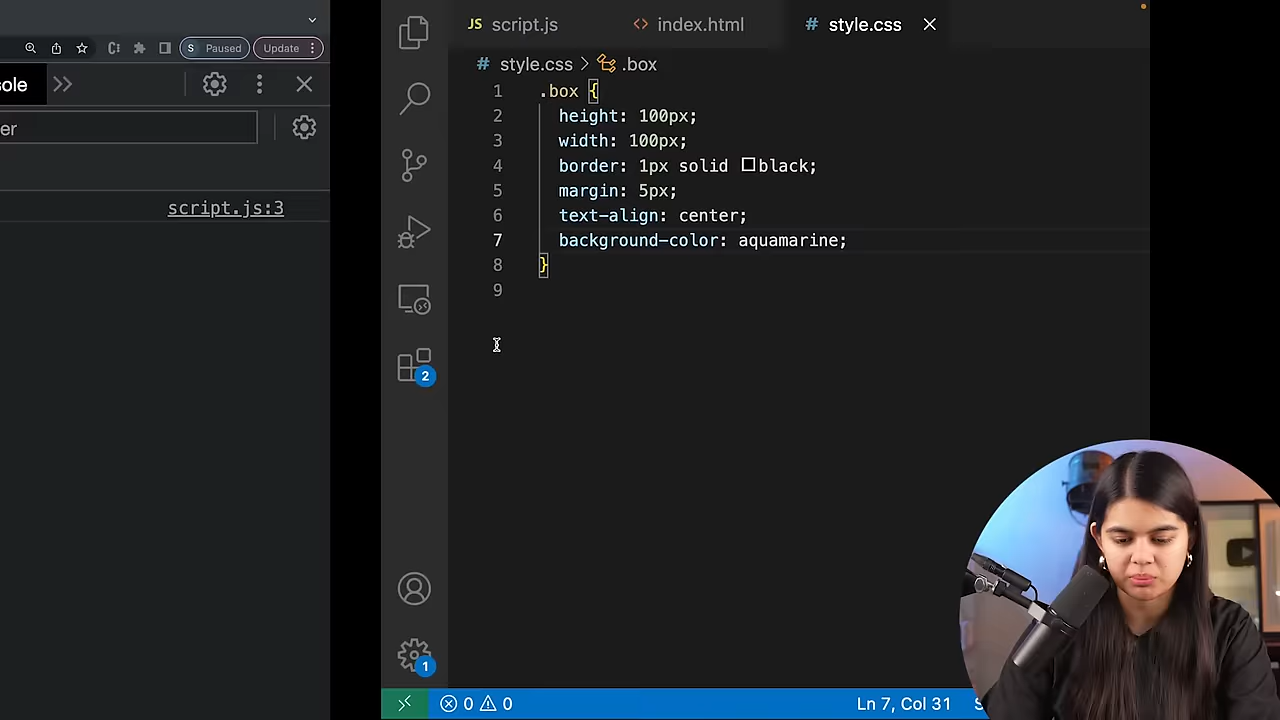 S Paused
Update
ole
er
script.js:3
JS script.js
<> index.html
# style.css
# style.css > .box
1 .box {
2 height: 100px;
3 width: 100px;
4 border: 1px solid black;
5 margin: 5px;
6 text-align: center;
7 background-color: aquamarine;
8 }
9
2
1
0 0
Ln 7, Col 31